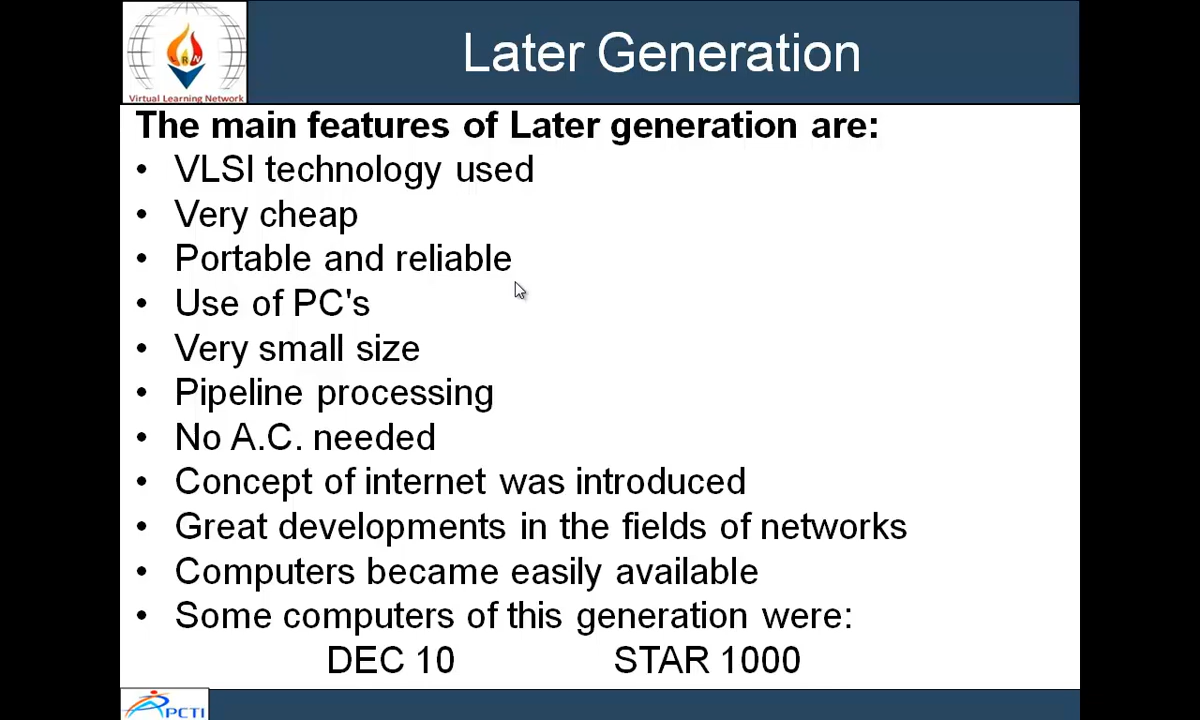 Later Generation
Virtual Learning Network
The main features of Later generation are:
• VLSI technology used
• Very cheap
• Portable and reliable
• Use of PC's
• Very small size
• Pipeline processing
• No A.C. needed
• Concept of internet was introduced
• Great developments in the fields of networks
• Computers became easily available
• Some computers of this generation were:
DEC 10 STAR 1000
PCTI